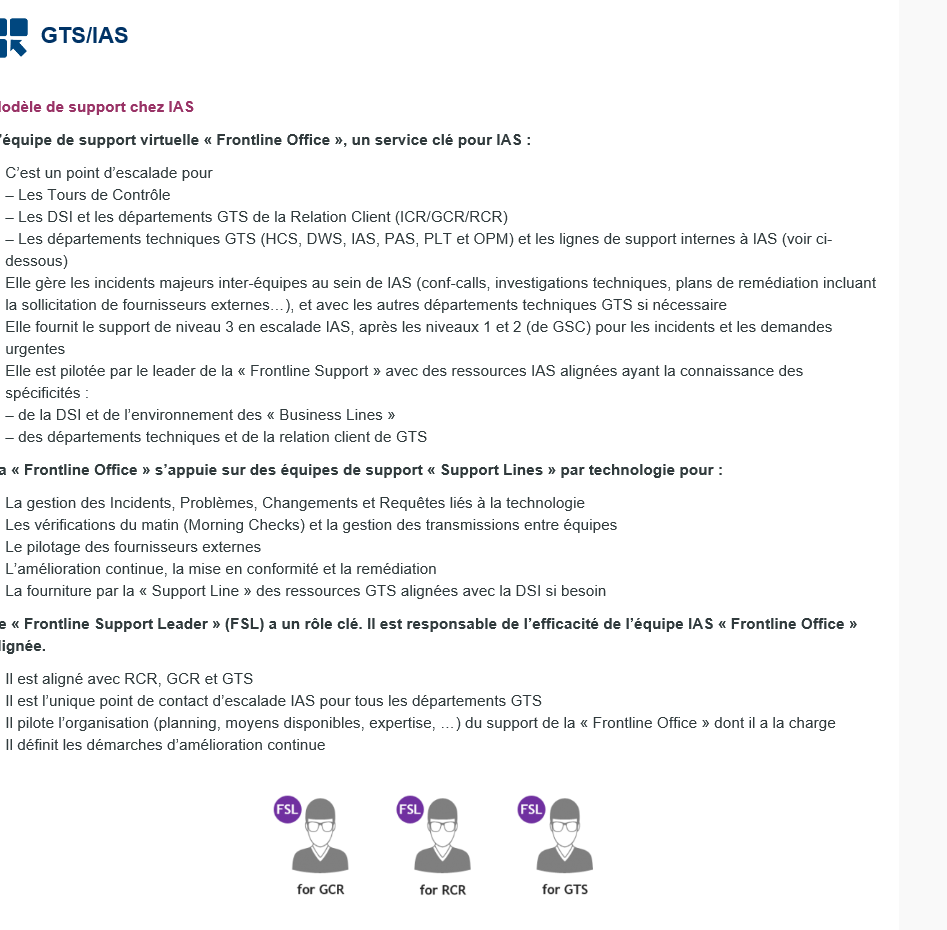 GTS/IAS
odèle de support chez IAS
'équipe de support virtuelle « Frontline Office », un service clé pour IAS :
C’est un point d’escalade pour
– Les Tours de Contrôle
– Les DSI et les départements GTS de la Relation Client (ICR/GCR/RCR)
– Les départements techniques GTS (HCS, DWS, IAS, PAS, PLT et OPM) et les lignes de support internes à IAS (voir ci-
dessous)
Elle gère les incidents majeurs inter-équipes au sein de IAS (conf-calls, investigations techniques, plans de remédiation incluant
la sollicitation de fournisseurs externes…), et avec les autres départements techniques GTS si nécessaire
Elle fournit le support de niveau 3 en escalade IAS, après les niveaux 1 et 2 (de GSC) pour les incidents et les demandes
urgentes
Elle est pilotée par le leader de la « Frontline Support » avec des ressources IAS alignées ayant la connaissance des
spécificités :
– de la DSI et de l’environnement des « Business Lines »
– des départements techniques et de la relation client de GTS
a « Frontline Office » s’appuie sur des équipes de support « Support Lines » par technologie pour :
La gestion des Incidents, Problèmes, Changements et Requêtes liés à la technologie
Les vérifications du matin (Morning Checks) et la gestion des transmissions entre équipes
Le pilotage des fournisseurs externes
L’amélioration continue, la mise en conformité et la remédiation
La fourniture par la « Support Line » des ressources GTS alignées avec la DSI si besoin
e « Frontline Support Leader » (FSL) a un rôle clé. Il est responsable de l’efficacité de l’équipe IAS « Frontline Office »
lignée.
Il est aligné avec RCR, GCR et GTS
Il est l’unique point de contact d’escalade IAS pour tous les départements GTS
Il pilote l’organisation (planning, moyens disponibles, expertise, …) du support de la « Frontline Office » dont il a la charge
Il définit les démarches d’amélioration continue
FSL FSL FSL
for GCR for RCR for GTS